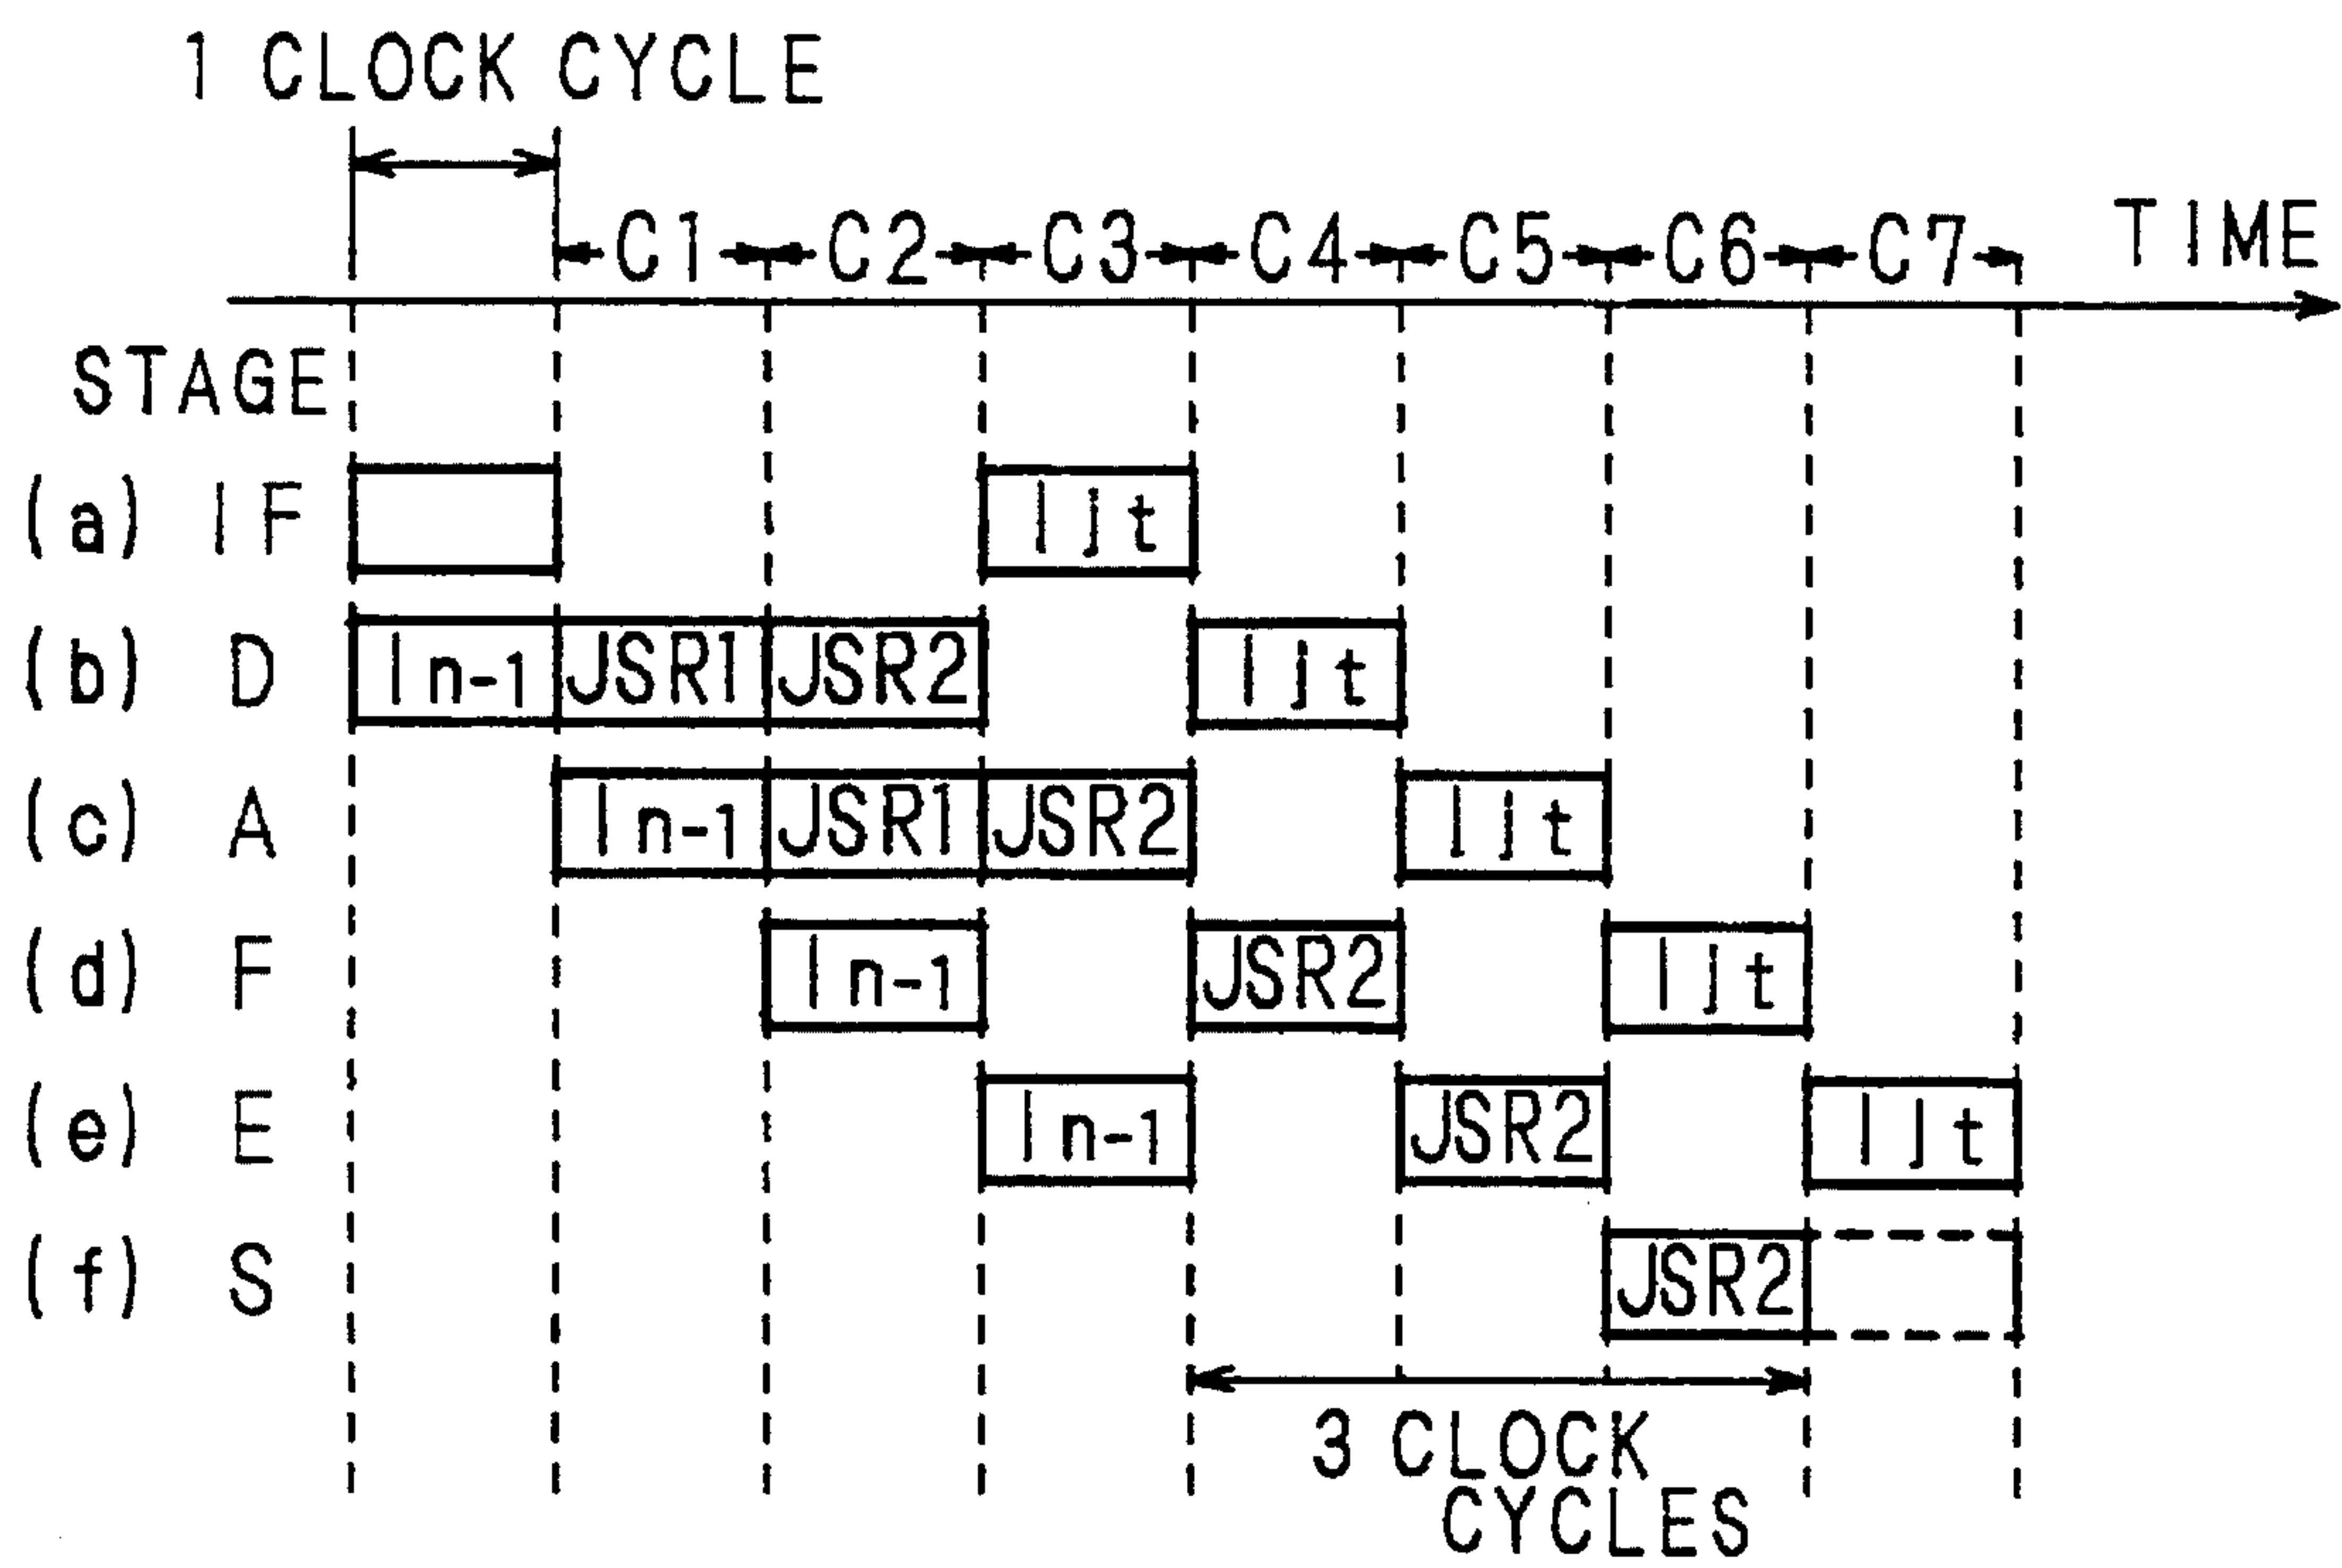 1 CLOCK CYCLE
C1 C2 C3 C4 C5 C6 C7 TIME
STAGE
(a) IF Ijt
(b) D In-1 JSR1 JSR2 Ijt
(c) A In-1 JSR1 JSR2 Ijt
(d) F In-1 JSR2 Ijt
(e) E In-1 JSR2 Ijt
(f) S JSR2
3 CLOCK
CYCLES